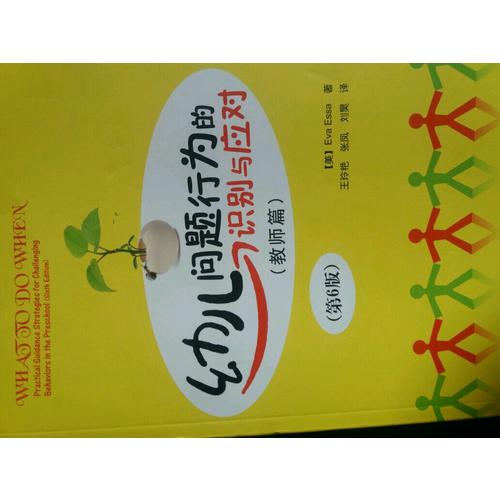 WHAT TO DO WHEN
Practical Guidance Strategies for Challenging
Behaviors in the Preschool (Sixth Edition)
幼儿问题行为的
识别与应对
(教师篇)
(第6版)
【美】Eva Essa 著
王玲艳 张凤 刘昊 译